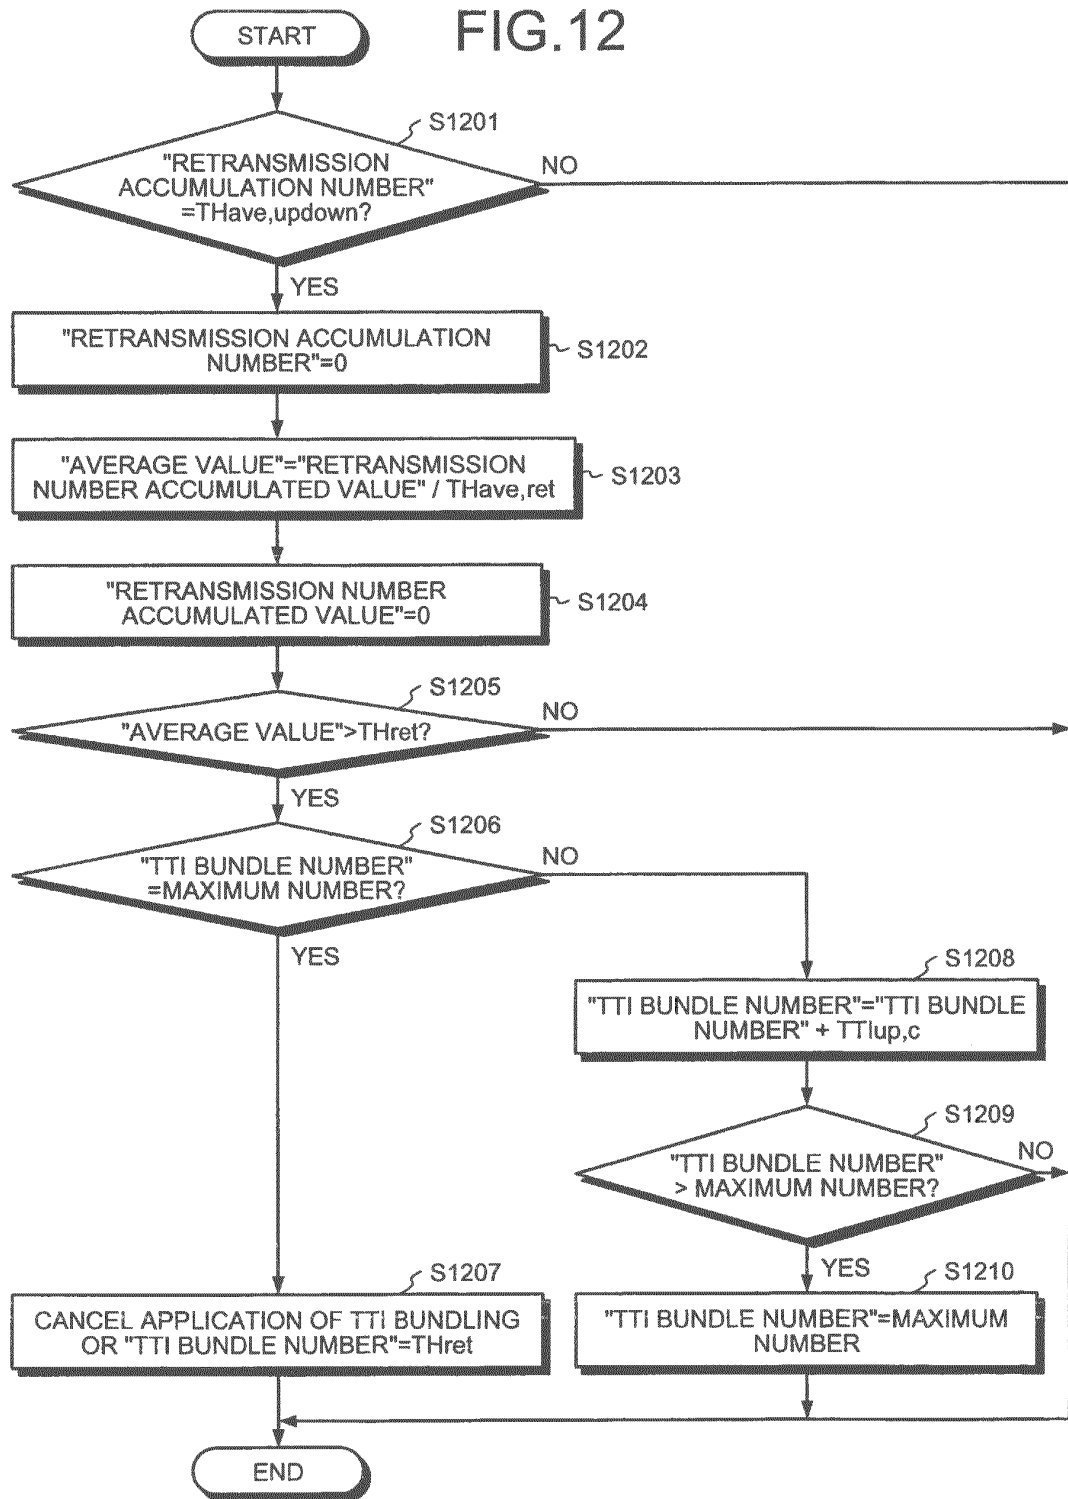 FIG.12
START
S1201
"RETRANSMISSION
ACCUMULATION NUMBER"
=THave,updown?
NO
YES
"RETRANSMISSION ACCUMULATION
NUMBER"=0
S1202
"AVERAGE VALUE"="RETRANSMISSION
NUMBER ACCUMULATED VALUE" / THave,ret
S1203
"RETRANSMISSION NUMBER
ACCUMULATED VALUE"=0
S1204
S1205
"AVERAGE VALUE">THret?
NO
YES
S1206
"TTI BUNDLE NUMBER"
=MAXIMUM NUMBER?
NO
YES
S1208
"TTI BUNDLE NUMBER"="TTI BUNDLE
NUMBER" + TTIup,c
S1209
"TTI BUNDLE NUMBER"
> MAXIMUM NUMBER?
NO
YES
S1207
CANCEL APPLICATION OF TTI BUNDLING
OR "TTI BUNDLE NUMBER"=THret
S1210
"TTI BUNDLE NUMBER"=MAXIMUM
NUMBER
END